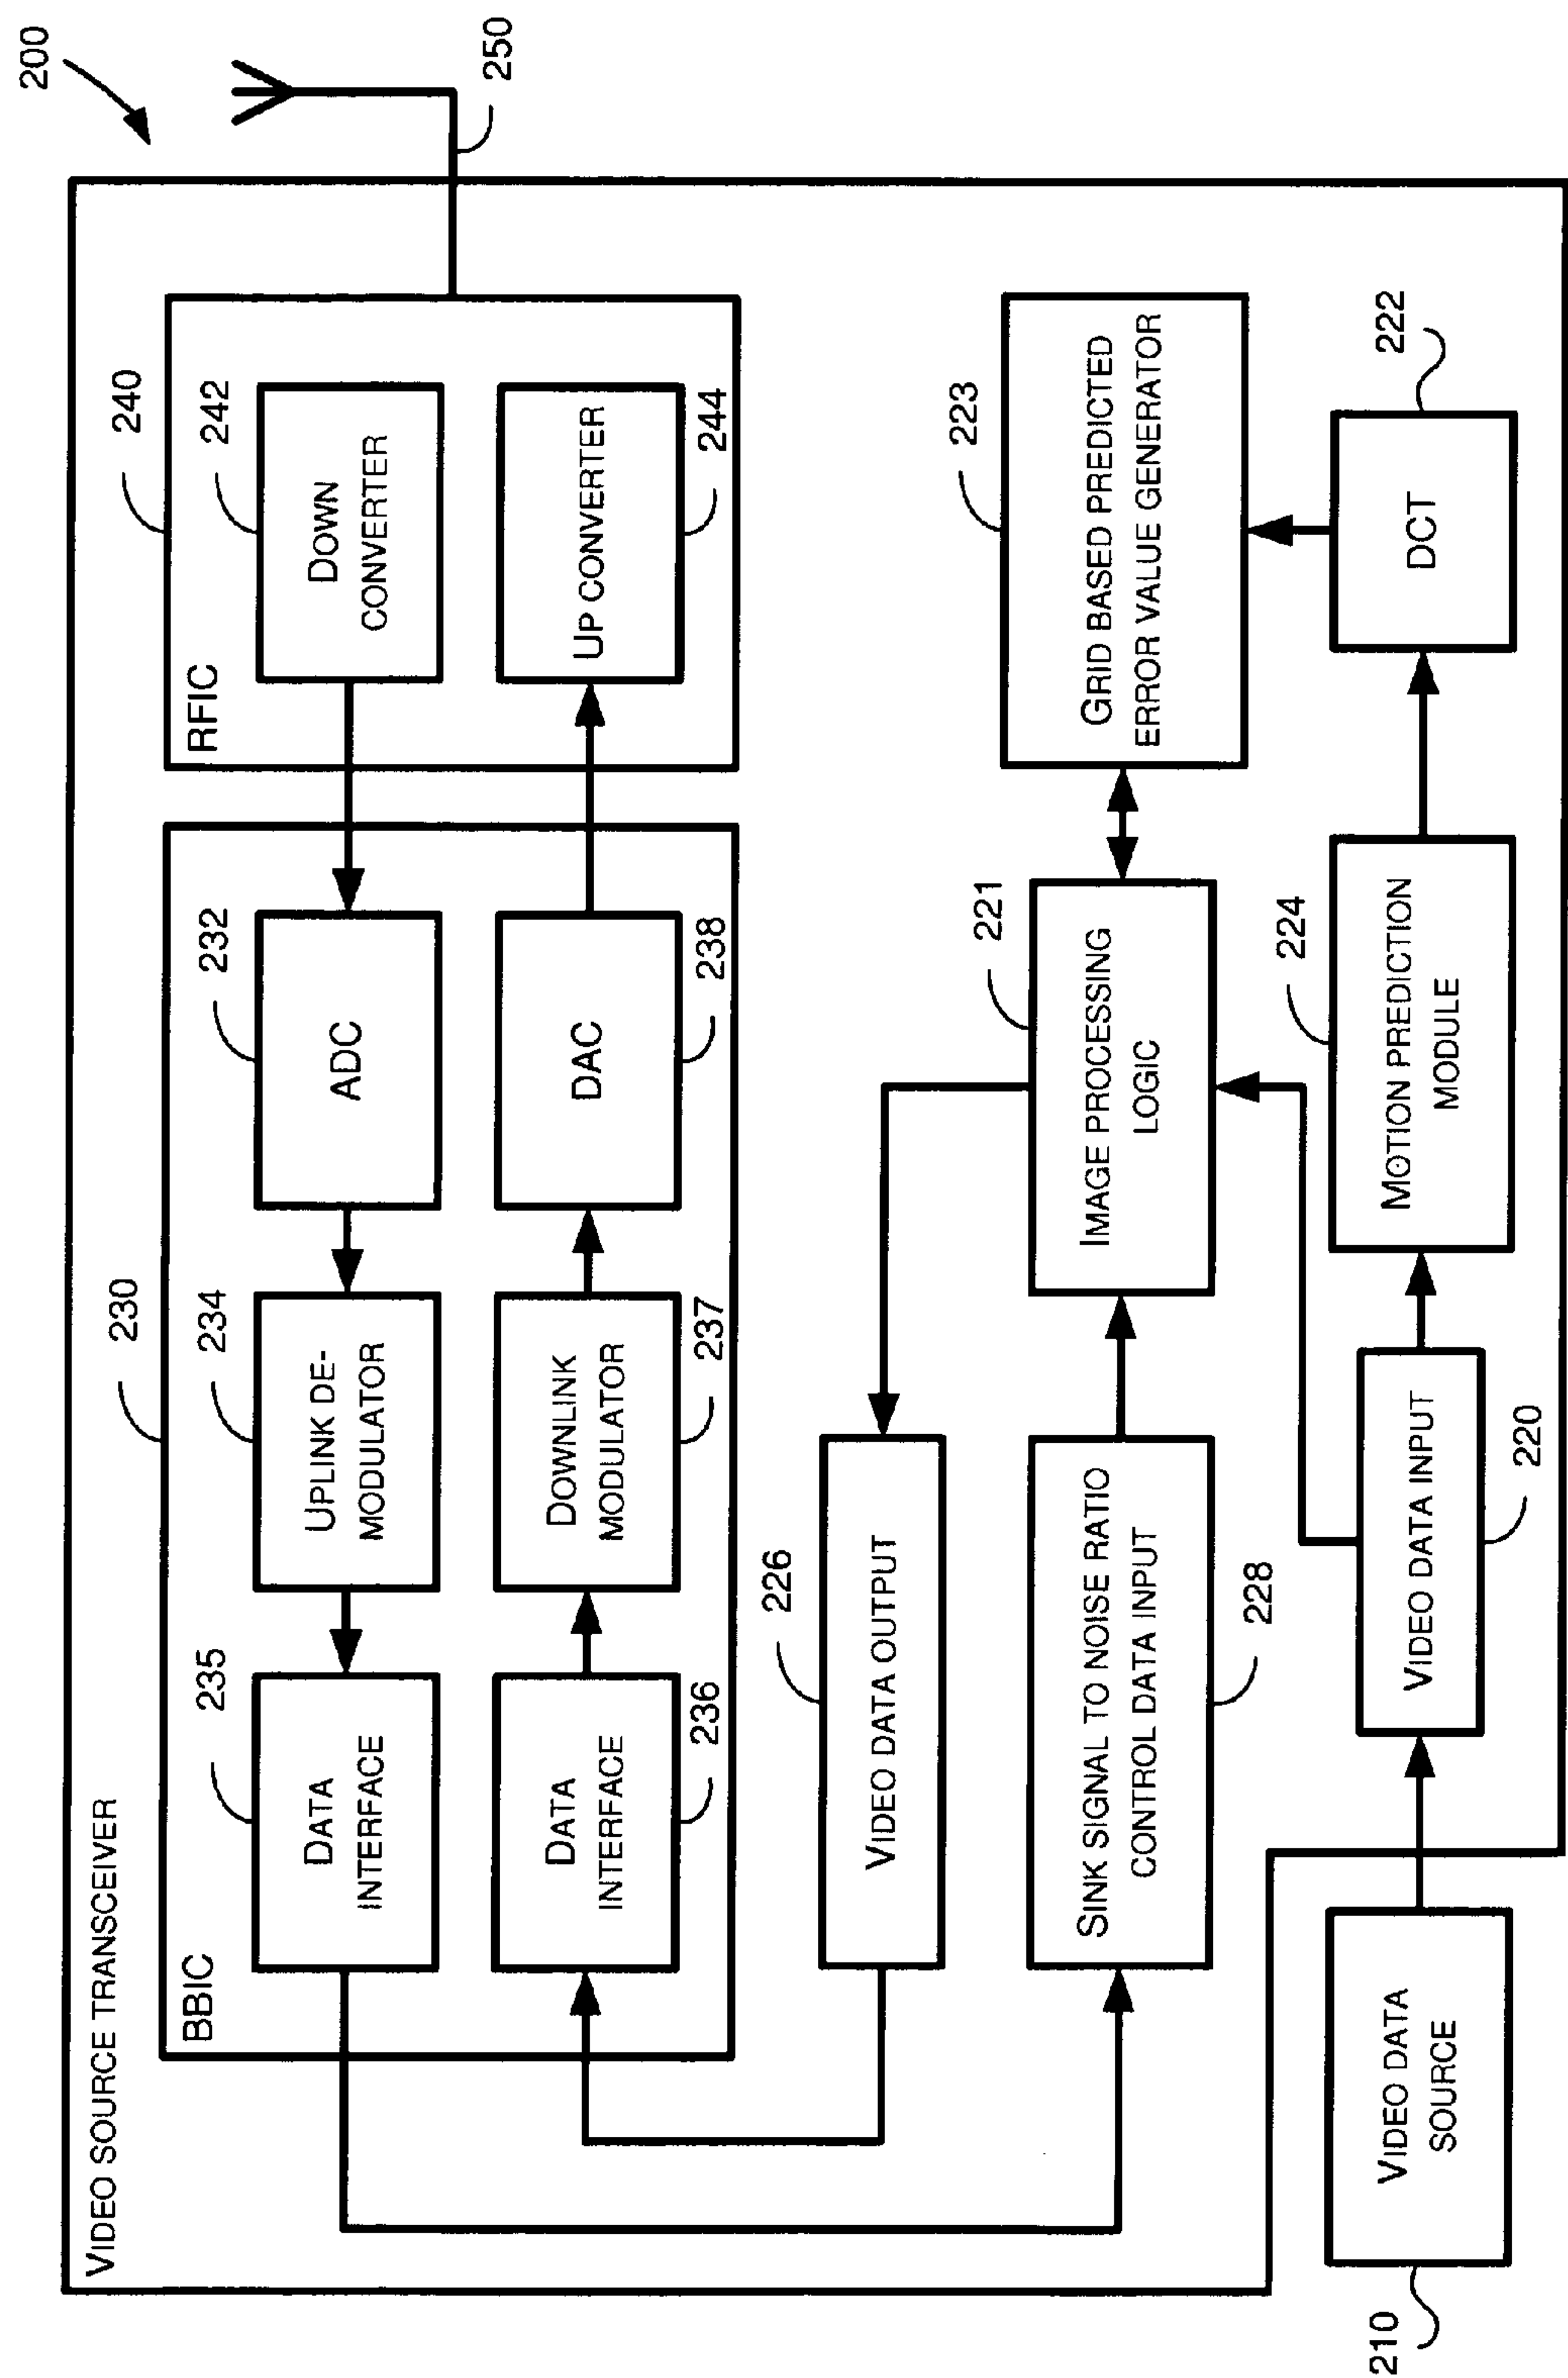 200
VIDEO SOURCE TRANSCEIVER
230
240
BBIC
RFIC
235
234
232
242
DATA
INTERFACE
UPLINK DE-
MODULATOR
ADC
DOWN
CONVERTER
250
DATA
INTERFACE
DOWNLINK
MODULATOR
DAC
UP CONVERTER
236
237
238
244
226
VIDEO DATA OUTPUT
221
223
SINK SIGNAL TO NOISE RATIO
CONTROL DATA INPUT
IMAGE PROCESSING
LOGIC
GRID BASED PREDICTED
ERROR VALUE GENERATOR
228
224
222
VIDEO DATA
SOURCE
VIDEO DATA INPUT
MOTION PREDICTION
MODULE
DCT
210
220